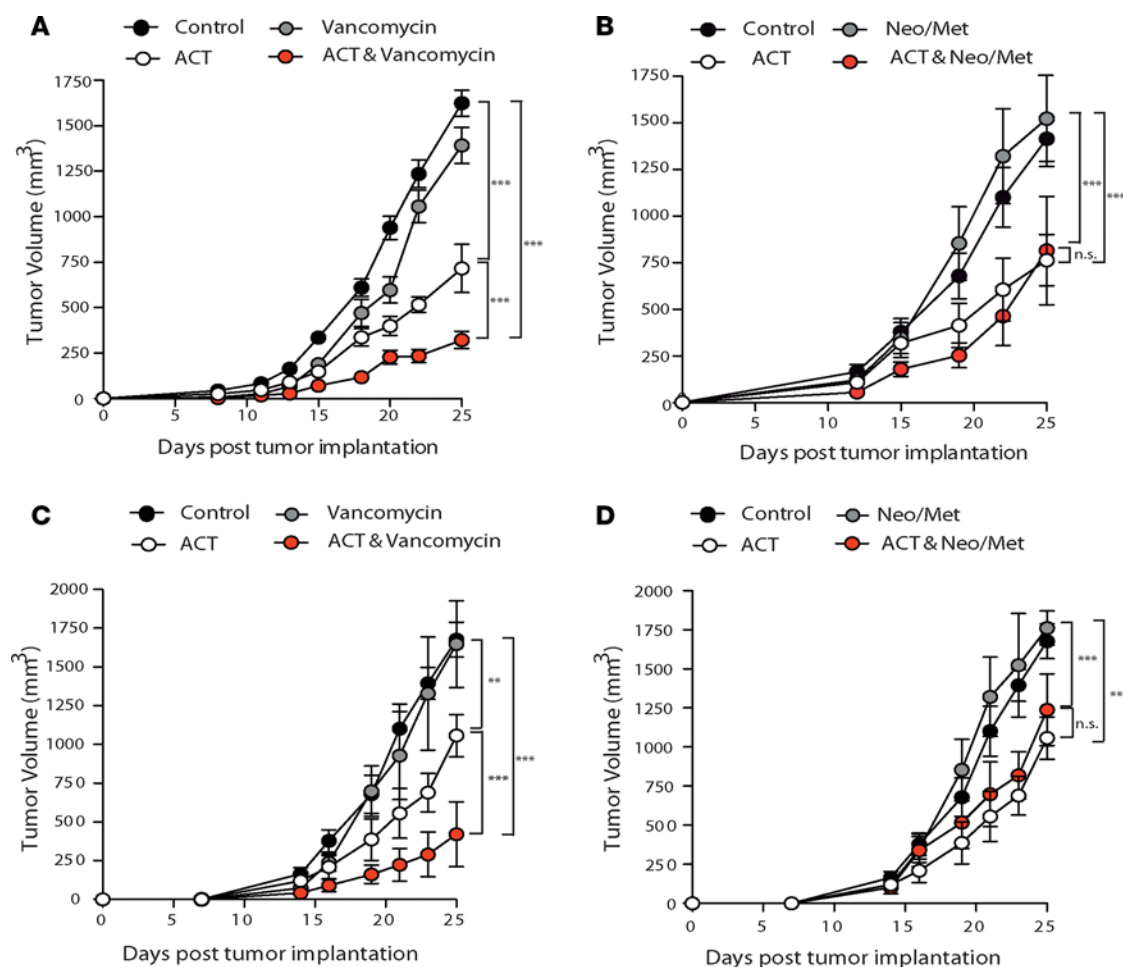 A
Control Vancomycin
ACT ACT & Vancomycin
Tumor Volume (mm3)
1750
1500
1250
1000
750
500
250
0
0 5 10 15 20 25
Days post tumor implantation
***
***
***
B
Control Neo/Met
ACT ACT & Neo/Met
Tumor Volume (mm3)
1750
1500
1250
1000
750
500
250
0
0 5 10 15 20 25
Days post tumor implantation
***
***
n.s.
C
Control Vancomycin
ACT ACT & Vancomycin
Tumor Volume (mm3)
2000
1750
1500
1250
1000
750
500
250
0
0 5 10 15 20 25
Days post tumor implantation
**
***
***
D
Control Neo/Met
ACT ACT & Neo/Met
Tumor Volume (mm3)
2000
1750
1500
1250
1000
750
500
250
0
0 5 10 15 20 25
Days post tumor implantation
***
**
n.s.